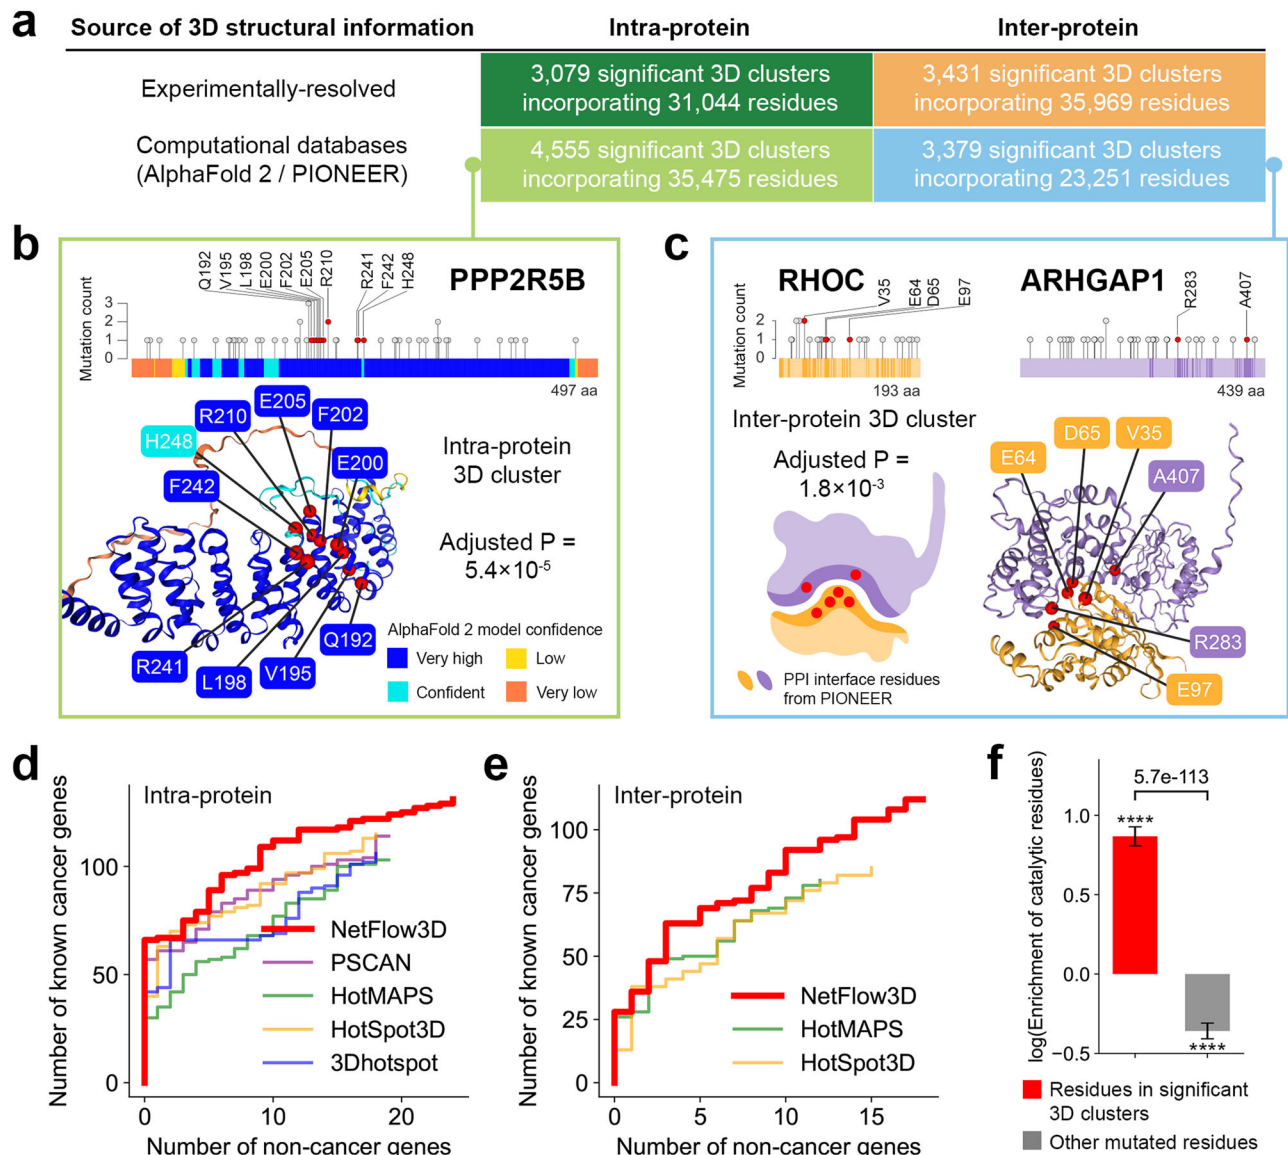 a
Source of 3D structural information
Intra-protein
Inter-protein
Experimentally-resolved
3,079 significant 3D clusters
incorporating 31,044 residues
3,431 significant 3D clusters
incorporating 35,969 residues
Computational databases
(AlphaFold 2 / PIONEER)
4,555 significant 3D clusters
incorporating 35,475 residues
3,379 significant 3D clusters
incorporating 23,251 residues
b
Q192
V195
L198
E200
F202
E205
R210
R241
F242
H248
PPP2R5B
Mutation count
3
2
1
0
497 aa
E205
R210
F202
H248
E200
F242
Intra-protein
3D cluster
Adjusted P =
5.4×10⁻⁵
Q192
R241
L198
V195
AlphaFold 2 model confidence
Very high
Low
Confident
Very low
c
RHOC
V35
E64
D65
E97
Mutation count
2
1
0
193 aa
ARHGAP1
R283
A407
2
1
0
439 aa
Inter-protein 3D cluster
Adjusted P =
1.8×10⁻³
D65
V35
E64
A407
R283
E97
PPI interface residues
from PIONEER
d
Intra-protein
Number of known cancer genes
100
50
0
0
10
20
Number of non-cancer genes
NetFlow3D
PSCAN
HotMAPS
HotSpot3D
3Dhotspot
e
Inter-protein
Number of known cancer genes
100
75
50
25
0
0
5
10
15
Number of non-cancer genes
NetFlow3D
HotMAPS
HotSpot3D
f
log(Enrichment of catalytic residues)
5.7e-113
****
1.0
0.5
0.0
−0.5
****
Residues in significant
3D clusters
Other mutated residues